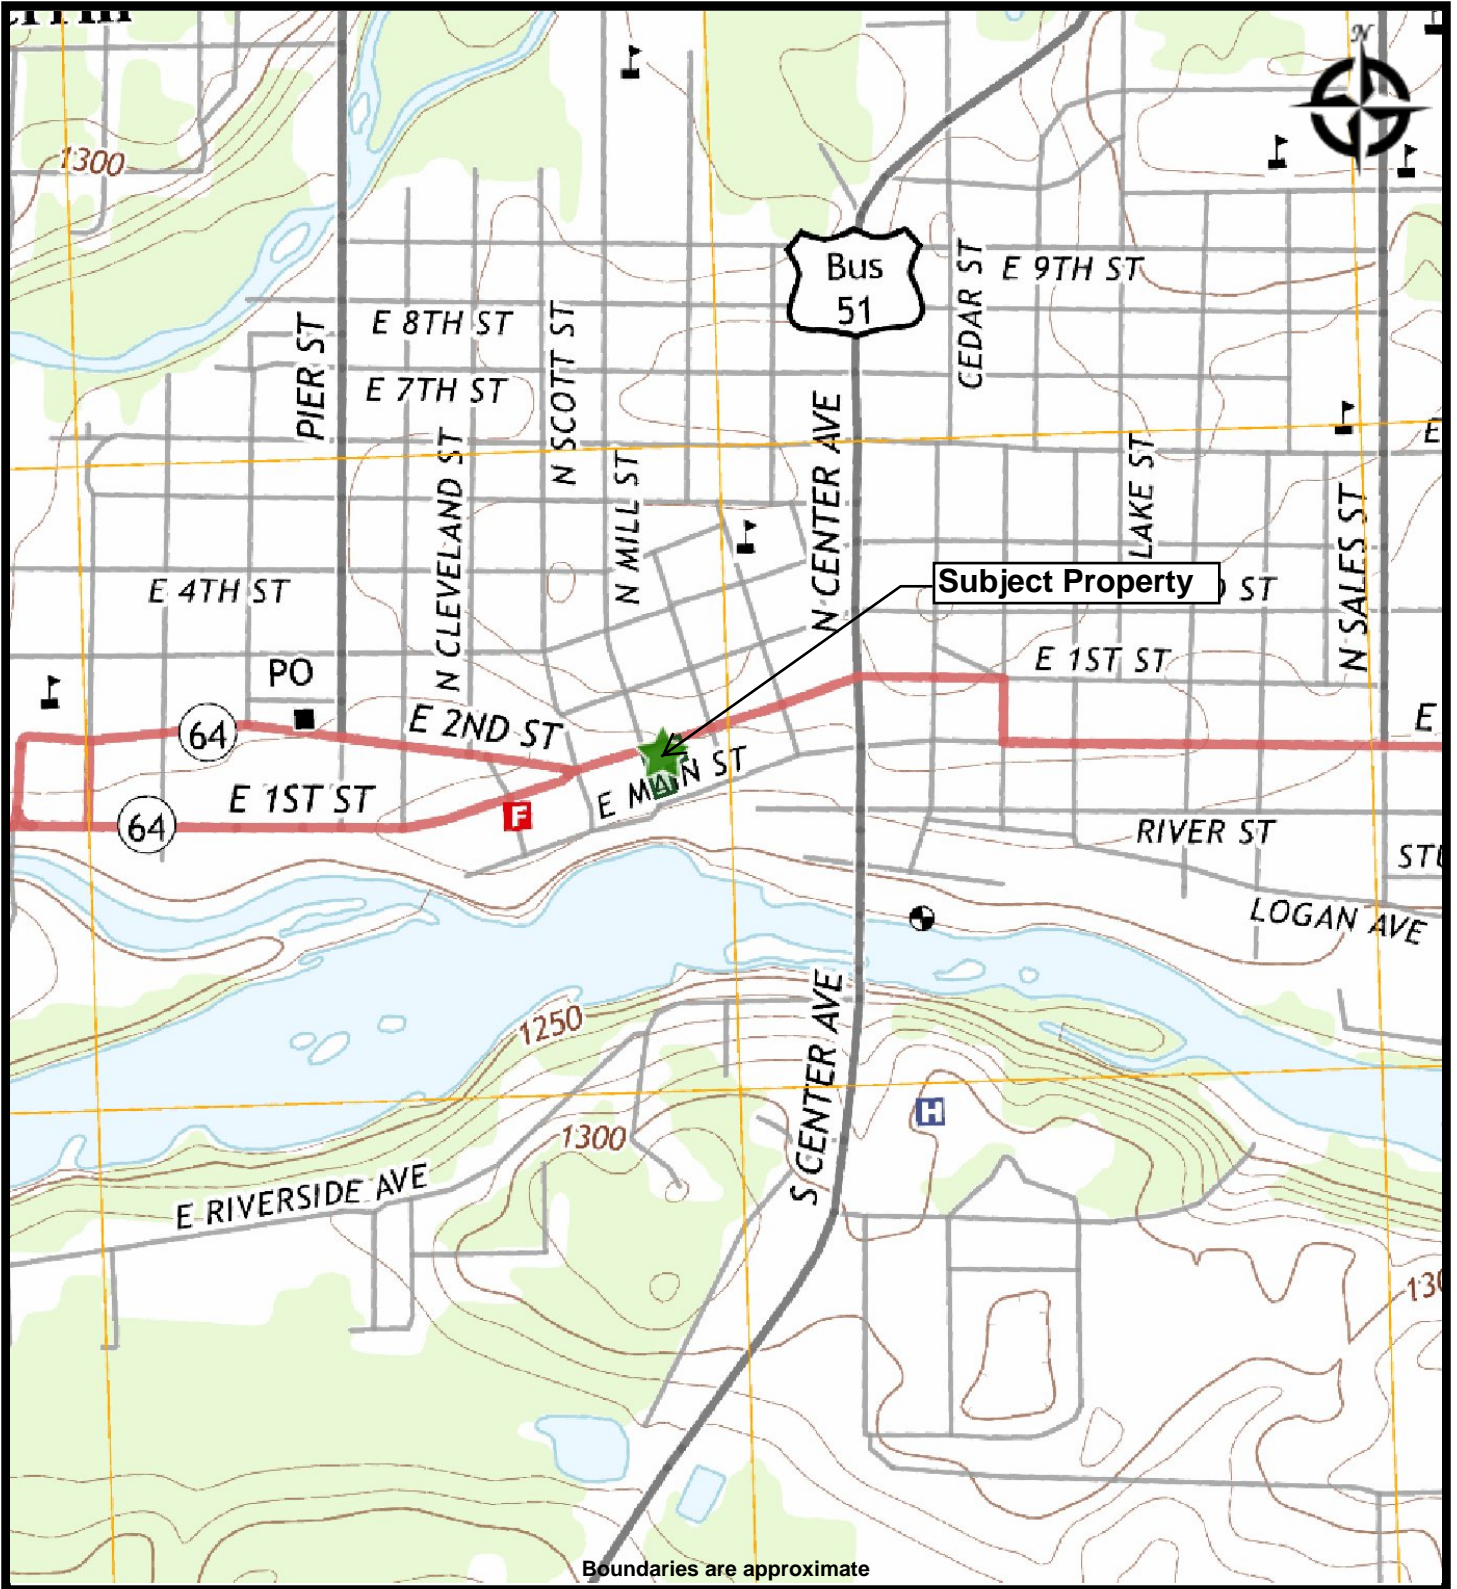 N
1300
Bus
51
CEDAR ST
E 9TH ST
PIER ST
E 8TH ST
N SCOTT ST
E 7TH ST
N CENTER AVE
E
N CLEVELAND ST
N MILL ST
LAKE ST
N SALES ST
E 4TH ST
Subject Property
ST
E 1ST ST
PO
64
E 2ND ST
E
E MAIN ST
E 1ST ST
64
F
RIVER ST
LOGAN AVE
S CENTER AVE
1250
H
1300
E RIVERSIDE AVE
Boundaries are approximate